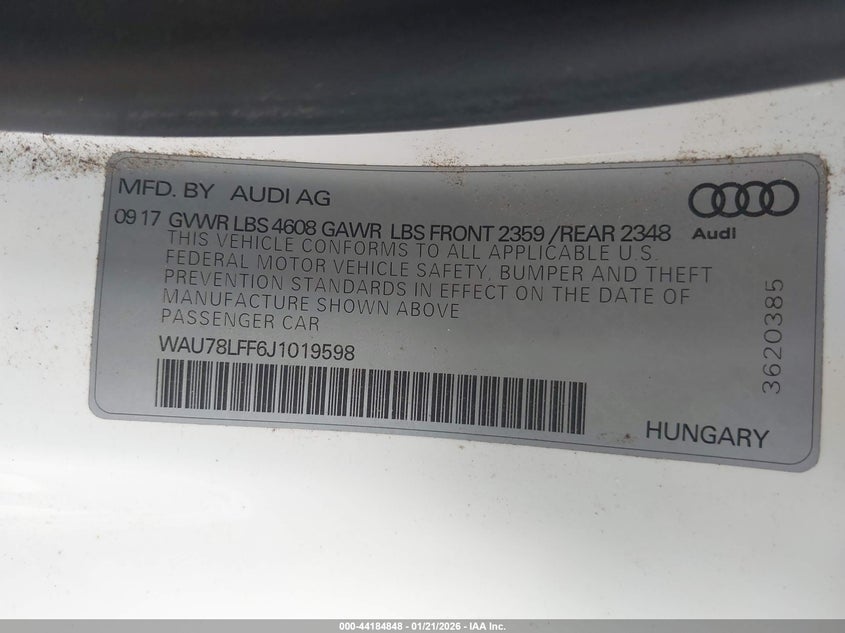 MFD. BY AUDI AG
09 17 GVWR LBS 4608 GAWR LBS FRONT 2359 /REAR 2348
Audi
THIS VEHICLE CONFORMS TO ALL APPLICABLE U.S.
FEDERAL MOTOR VEHICLE SAFETY, BUMPER AND THEFT
PREVENTION STANDARDS IN EFFECT ON THE DATE OF
MANUFACTURE SHOWN ABOVE
PASSENGER CAR
WAU78LFF6J1019598
3620385
HUNGARY
000-44184848 - 01/21/2026 - IAA Inc.